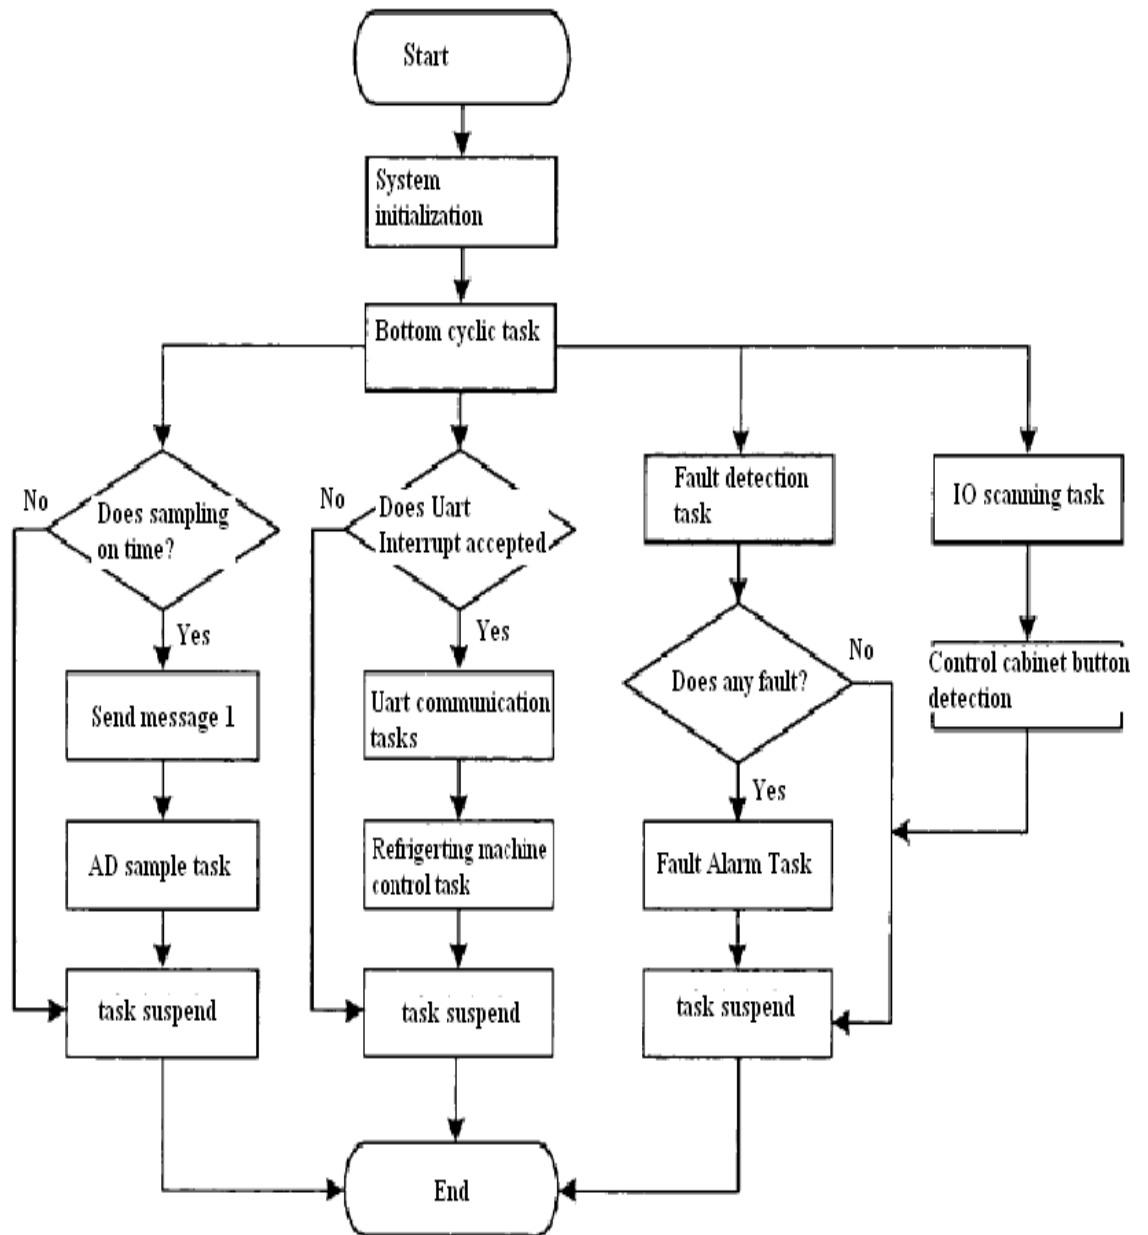 Start
System
initialization
Bottom cyclic task
No
Does sampling
on time?
Yes
Send message 1
AD sample task
task suspend
No
Does Uart
Interrupt accepted
Yes
Uart communication
tasks
Refrigerting machine
control task
task suspend
Fault detection
task
Does any fault?
No
Yes
Fault Alarm Task
task suspend
IO scanning task
Control cabinet button
detection
End